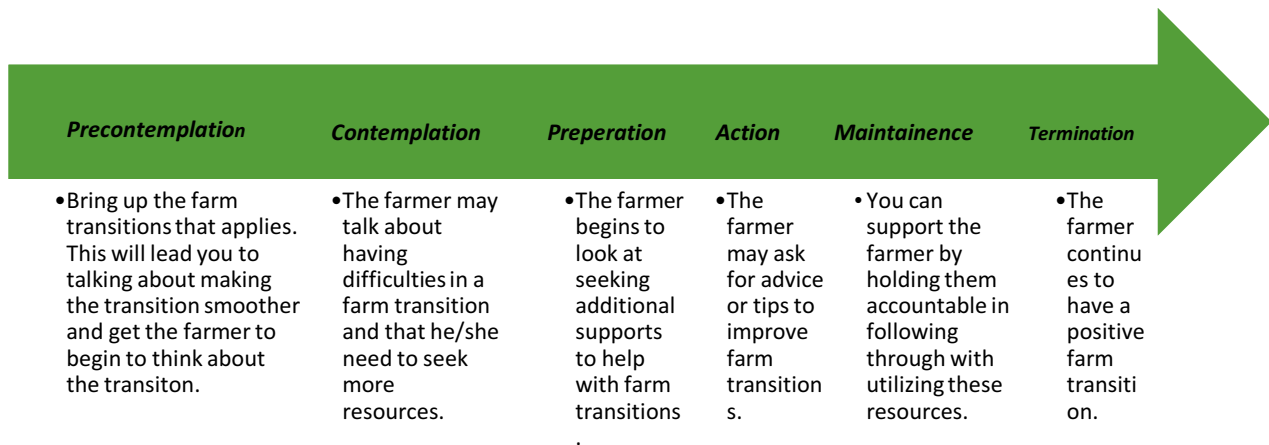 Precontemplation
Contemplation
Preperation
Action
Maintainence
Termination
•Bring up the farm
transitions that applies.
This will lead you to
talking about making
the transition smoother
and get the farmer to
begin to think about
the transiton.
•The farmer may
talk about
having
difficulties in a
farm transition
and that he/she
need to seek
more
resources.
•The farmer
begins to
look at
seeking
additional
supports
to help
with farm
transitions
.
•The
farmer
may ask
for advice
or tips to
improve
farm
transition
s.
•You can
support the
farmer by
holding them
accountable in
following
through with
utilizing these
resources.
•The
farmer
continu
es to
have a
positive
farm
transiti
on.